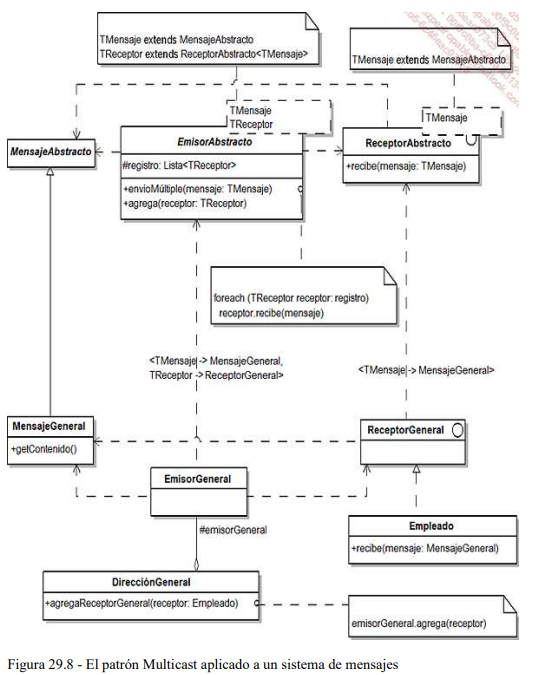 TMensaje extends MensajeAbstracto
TReceptor extends ReceptorAbstracto<TMensaje>
TMensaje extends MensajeAbstracto
TMensaje
TReceptor
TMensaje
MensajeAbstracto
EmisorAbstracto
#registro: Lista<TReceptor>
+envíoMúltiple(mensaje: TMensaje)
+agrega(receptor: TReceptor)
ReceptorAbstracto
+recibe(mensaje: TMensaje)
foreach (TReceptor receptor: registro)
receptor.recibe(mensaje)
<TMensaje -> MensajeGeneral,
TReceptor -> ReceptorGeneral>
<TMensaje -> MensajeGeneral>
MensajeGeneral
+getContenido()
ReceptorGeneral
EmisorGeneral
#emisorGeneral
Empleado
+recibe(mensaje: MensajeGeneral)
DirecciónGeneral
+agregaReceptorGeneral(receptor: Empleado)
emisorGeneral.agrega(receptor)
Figura 29.8 - El patrón Multicast aplicado a un sistema de mensajes